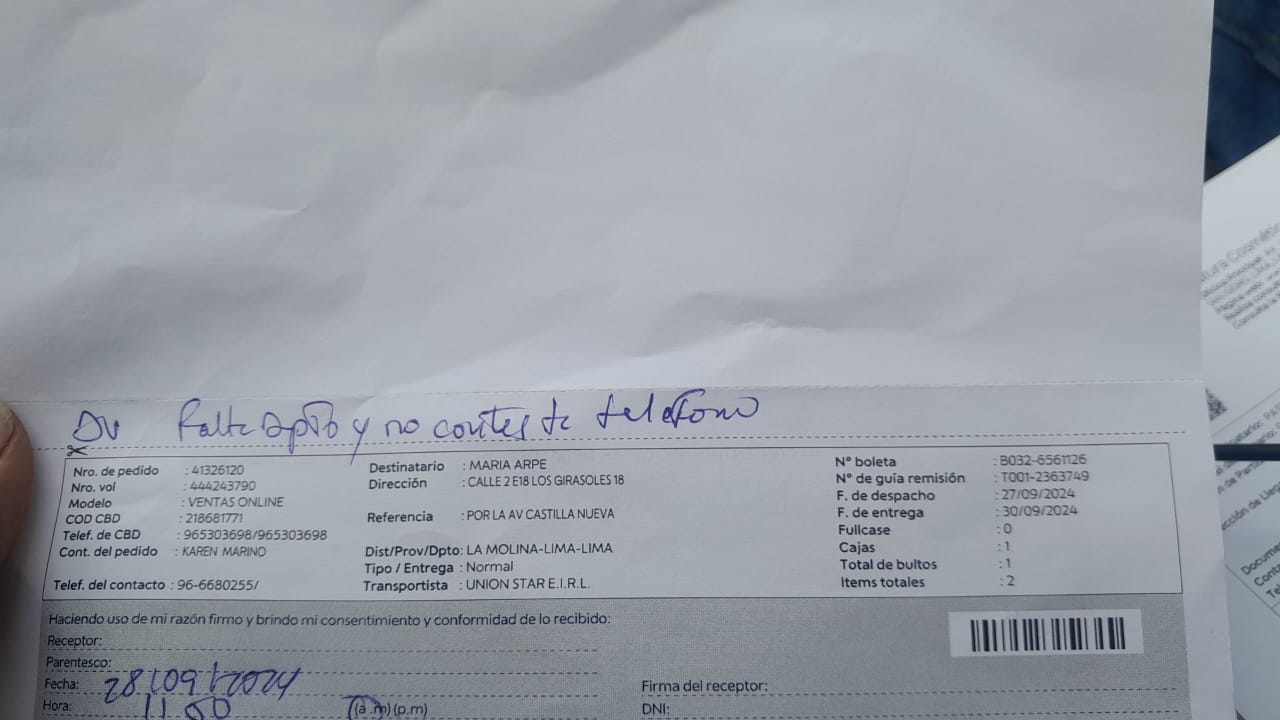 DV Falta Dpto y no contesta telefono
Nro. de pedido : 41326120
Nro. vol : 444243790
Modelo : VENTAS ONLINE
COD CBD : 218681771
Telef. de CBD : 965303698/965303698
Cont. del pedido : KAREN MARINO
Telef. del contacto : 96-6680255/
Destinatario : MARIA ARPE
Dirección : CALLE 2 E18 LOS GIRASOLES 18
Referencia : POR LA AV CASTILLA NUEVA
Dist/Prov/Dpto: LA MOLINA-LIMA-LIMA
Tipo / Entrega : Normal
Transportista : UNION STAR E.I.R.L.
N° boleta : B032-6561126
N° de guía remisión : T001-2363749
F. de despacho : 27/09/2024
F. de entrega : 30/09/2024
Fullcase : 0
Cajas : 1
Total de bultos : 1
Items totales : 2
Haciendo uso de mi razón firmo y brindo mi consentimiento y conformidad de lo recibido:
Receptor:
Parentesco:
Fecha: 28/09/2024
Hora: 11 50 (a.m) (p.m)
Firma del receptor:
DNI: